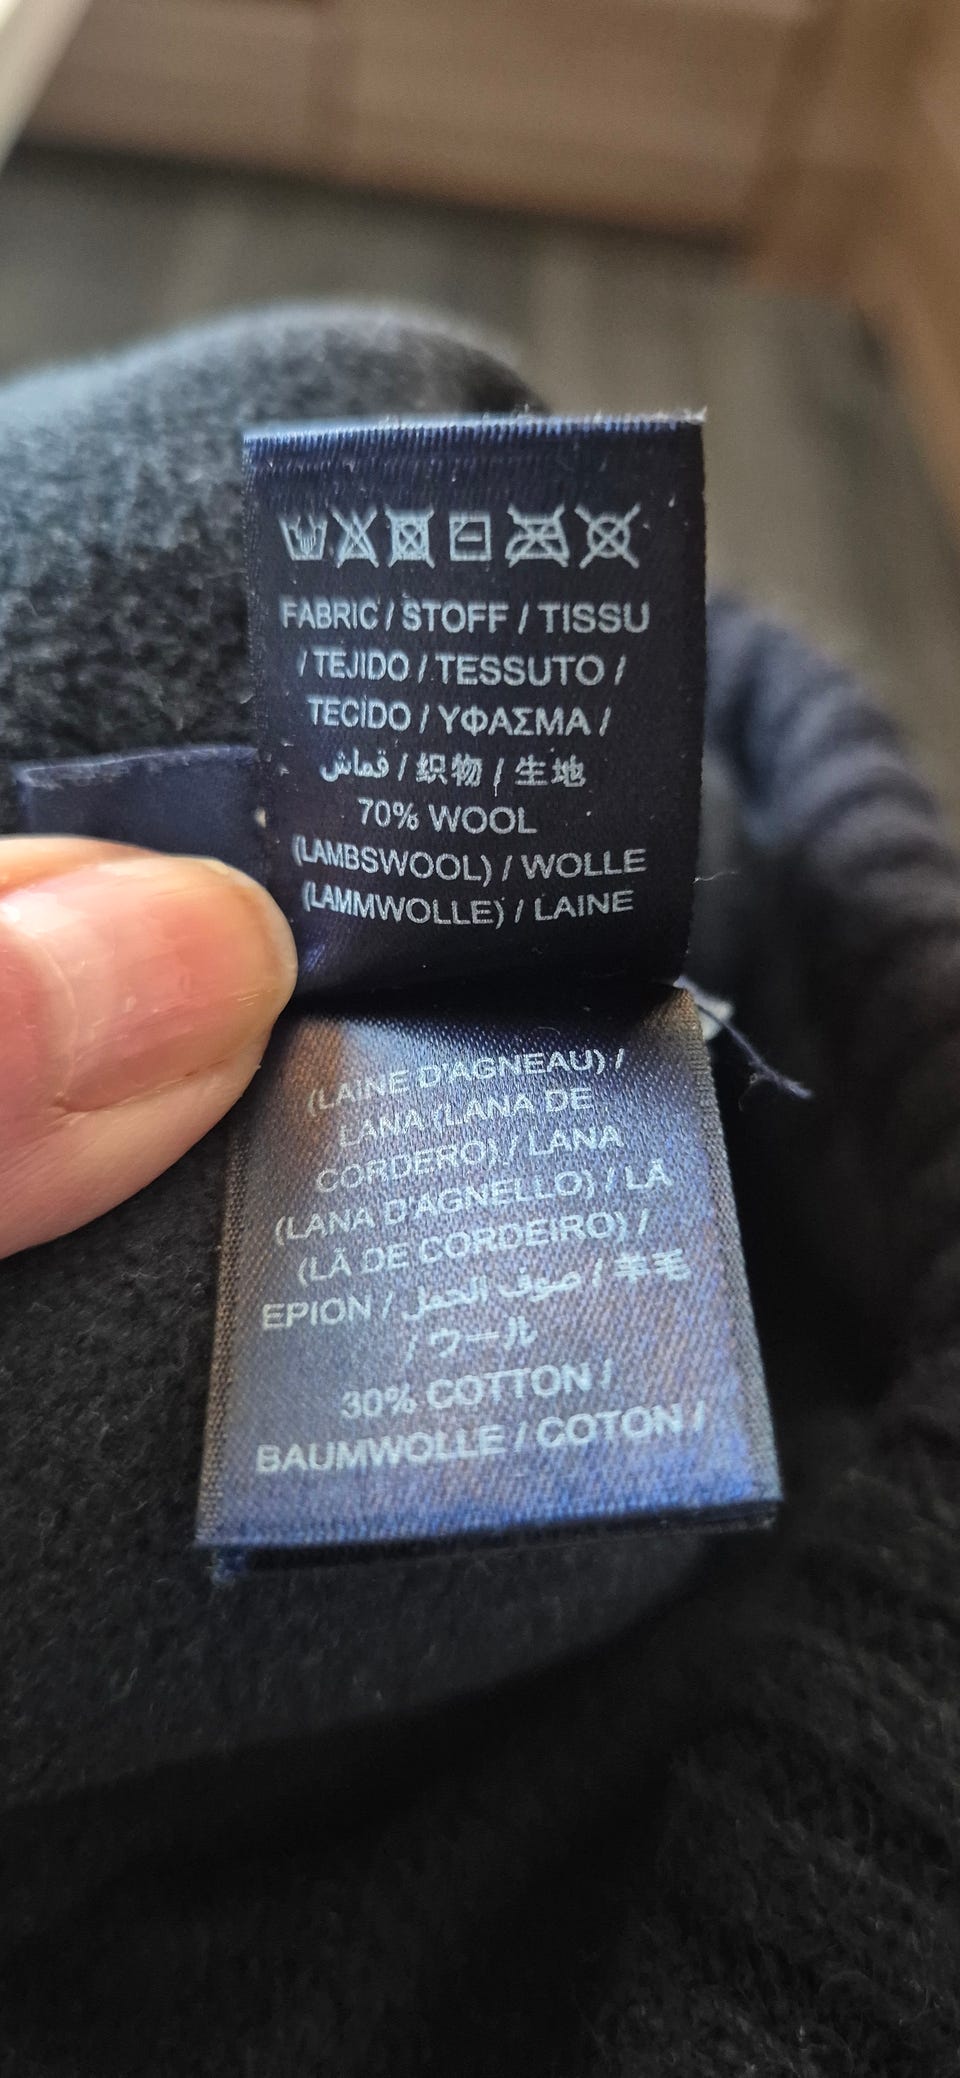 FABRIC / STOFF / TISSU
/ TEJIDO / TESSUTO /
TECIDO / ΥΦΑΣΜΑ /
قماش / 织物 / 生地
70% WOOL
(LAMBSWOOL) / WOLLE
(LAMMWOLLE) / LAINE
(LAINE D'AGNEAU) /
LANA (LANA DE
CORDERO) / LANA
(LANA D'AGNELLO) / LÃ
(LÃ DE CORDEIRO) /
ΕΡΙΟΝ / صوف الحمل / 羊毛
/ ウール
30% COTTON /
BAUMWOLLE / COTON /